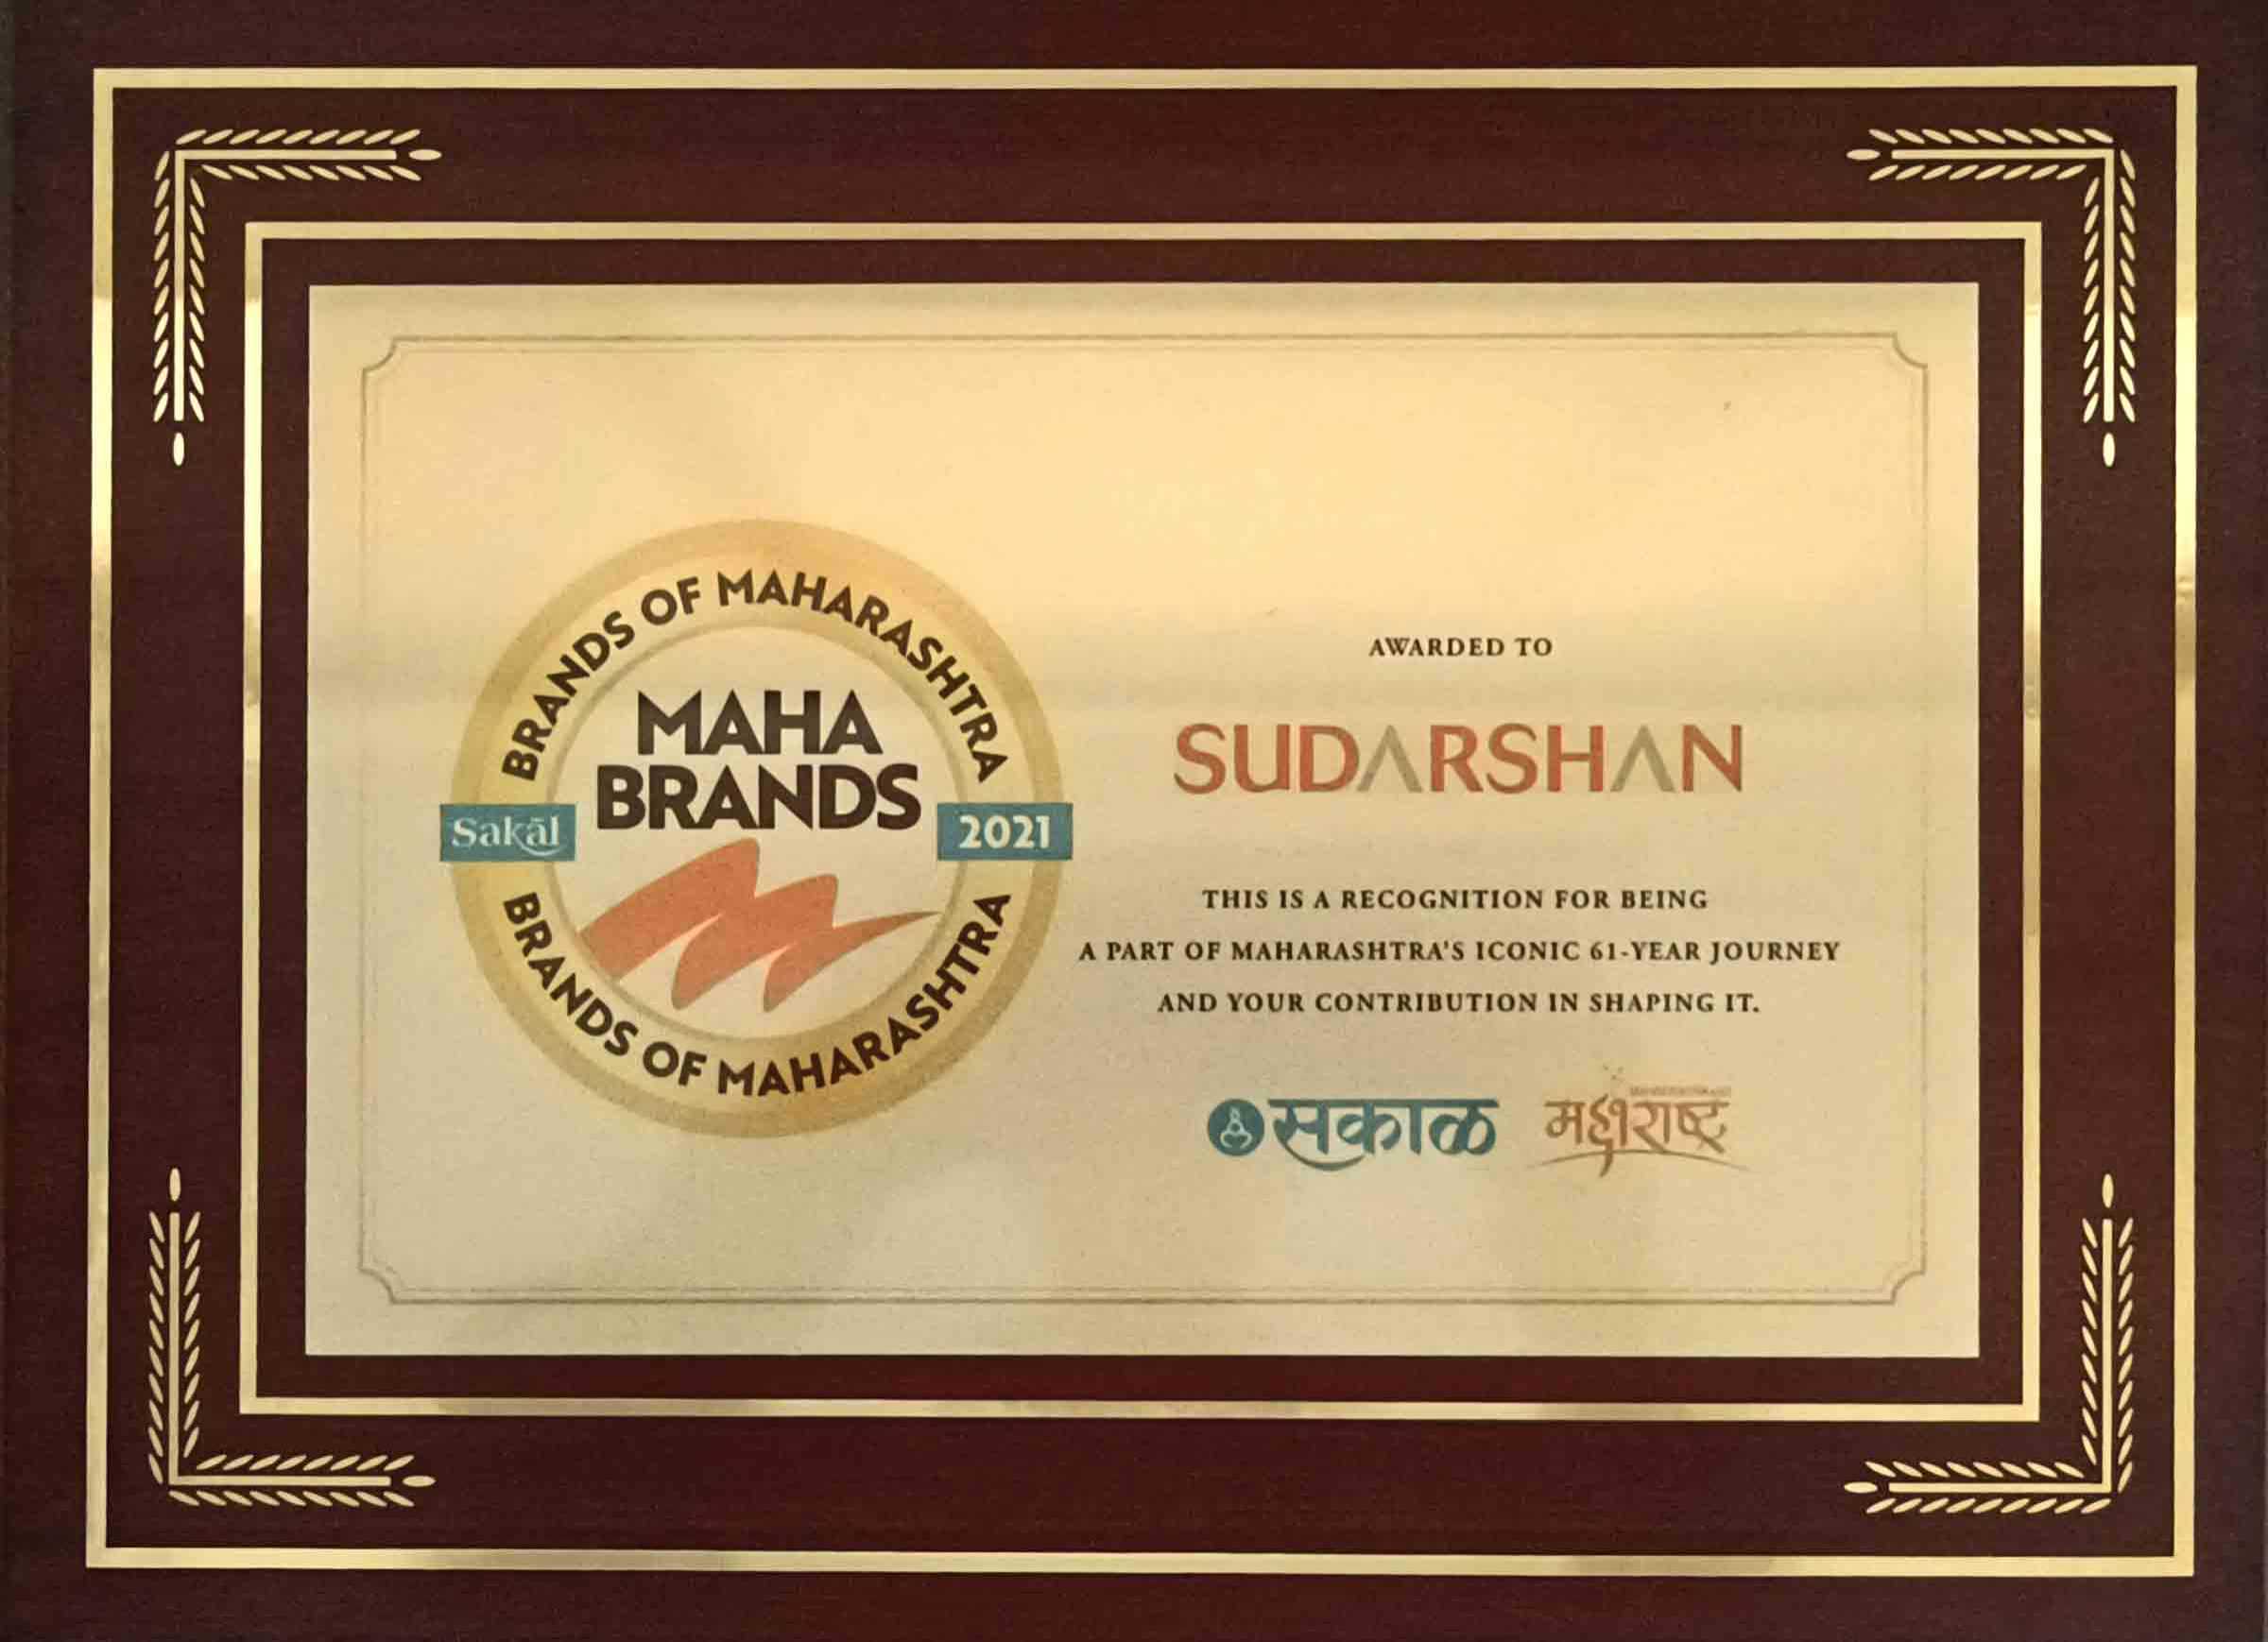 BRANDS OF MAHARASHTRA
MAHA
BRANDS
Sakāl
2021
BRANDS OF MAHARASHTRA
AWARDED TO
SUDARSHAN
THIS IS A RECOGNITION FOR BEING
A PART OF MAHARASHTRA'S ICONIC 61-YEAR JOURNEY
AND YOUR CONTRIBUTION IN SHAPING IT.
सकाळ
महाराष्ट्र